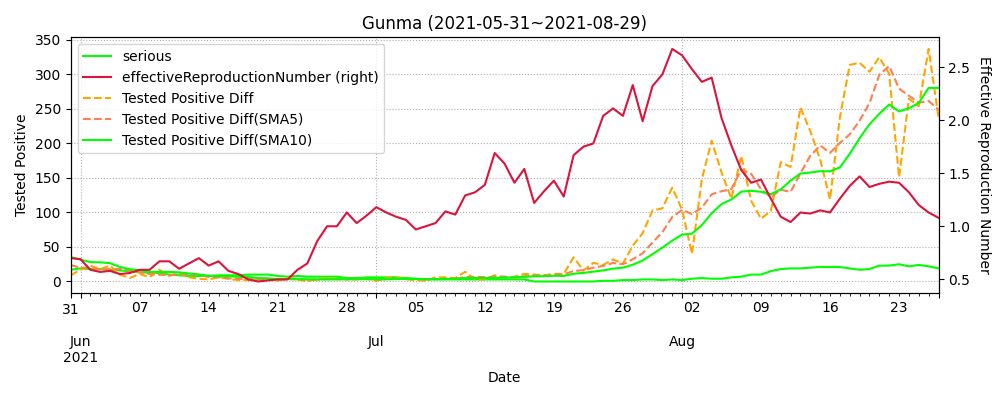 Gunma (2021-05-31~2021-08-29)
350
300
250
200
150
100
50
0
Tested Positive
serious
effectiveReproductionNumber (right)
Tested Positive Diff
Tested Positive Diff(SMA5)
Tested Positive Diff(SMA10)
2.5
2.0
1.5
1.0
0.5
Effective Reproduction Number
31 07 14 21 28 05 12 19 26 02 09 16 23
Jun Jul Aug
2021
Date